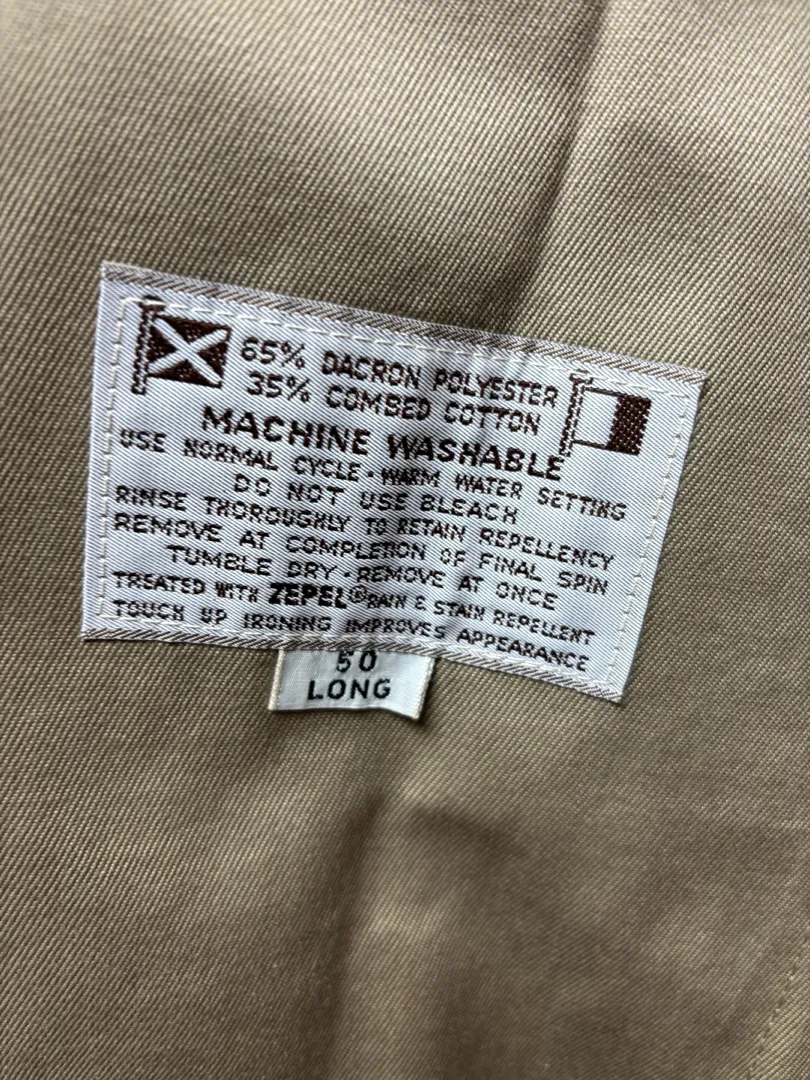 65% DACRON POLYESTER
35% COMBED COTTON
MACHINE WASHABLE
USE NORMAL CYCLE · WARM WATER SETTING
DO NOT USE BLEACH
RINSE THOROUGHLY TO RETAIN REPELLENCY
REMOVE AT COMPLETION OF FINAL SPIN
TUMBLE DRY · REMOVE AT ONCE
TREATED WITH ZEPEL® RAIN & STAIN REPELLENT
TOUCH UP IRONING IMPROVES APPEARANCE
50
LONG